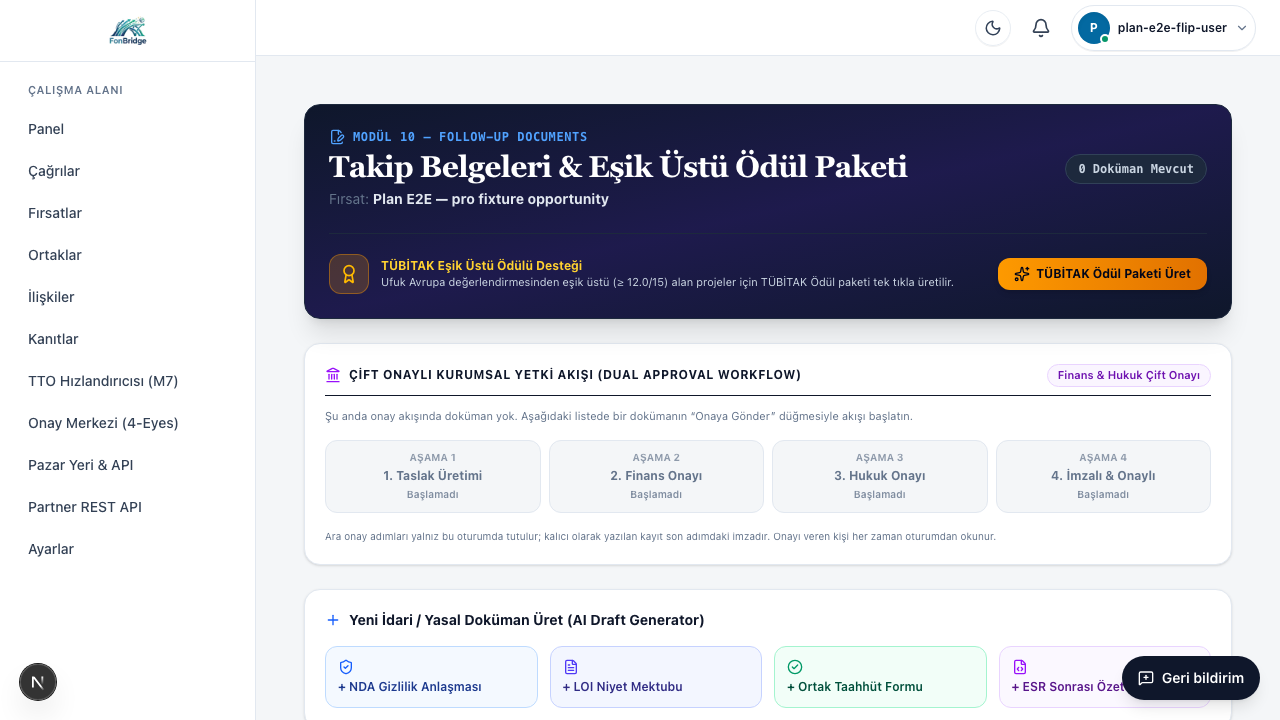 FonBridge
P
plan-e2e-flip-user
ÇALIŞMA ALANI
Panel
Çağrılar
Fırsatlar
Ortaklar
İlişkiler
Kanıtlar
TTO Hızlandırıcısı (M7)
Onay Merkezi (4-Eyes)
Pazar Yeri & API
Partner REST API
Ayarlar
N
MODÜL 10 — FOLLOW-UP DOCUMENTS
Takip Belgeleri & Eşik Üstü Ödül Paketi
Fırsat: Plan E2E — pro fixture opportunity
0 Doküman Mevcut
TÜBİTAK Eşik Üstü Ödülü Desteği
Ufuk Avrupa değerlendirmesinden eşik üstü (≥ 12.0/15) alan projeler için TÜBİTAK Ödül paketi tek tıkla üretilir.
TÜBİTAK Ödül Paketi Üret
ÇİFT ONAYLI KURUMSAL YETKİ AKIŞI (DUAL APPROVAL WORKFLOW)
Finans & Hukuk Çift Onayı
Şu anda onay akışında doküman yok. Aşağıdaki listede bir dokümanın “Onaya Gönder” düğmesiyle akışı başlatın.
AŞAMA 1
1. Taslak Üretimi
Başlamadı
AŞAMA 2
2. Finans Onayı
Başlamadı
AŞAMA 3
3. Hukuk Onayı
Başlamadı
AŞAMA 4
4. İmzalı & Onaylı
Başlamadı
Ara onay adımları yalnız bu oturumda tutulur; kalıcı olarak yazılan kayıt son adımdaki imzadır. Onayı veren kişi her zaman oturumdan okunur.
Yeni İdari / Yasal Doküman Üret (AI Draft Generator)
+ NDA Gizlilik Anlaşması
+ LOI Niyet Mektubu
+ Ortak Taahhüt Formu
+ ESR Sonrası Özet
Geri bildirim